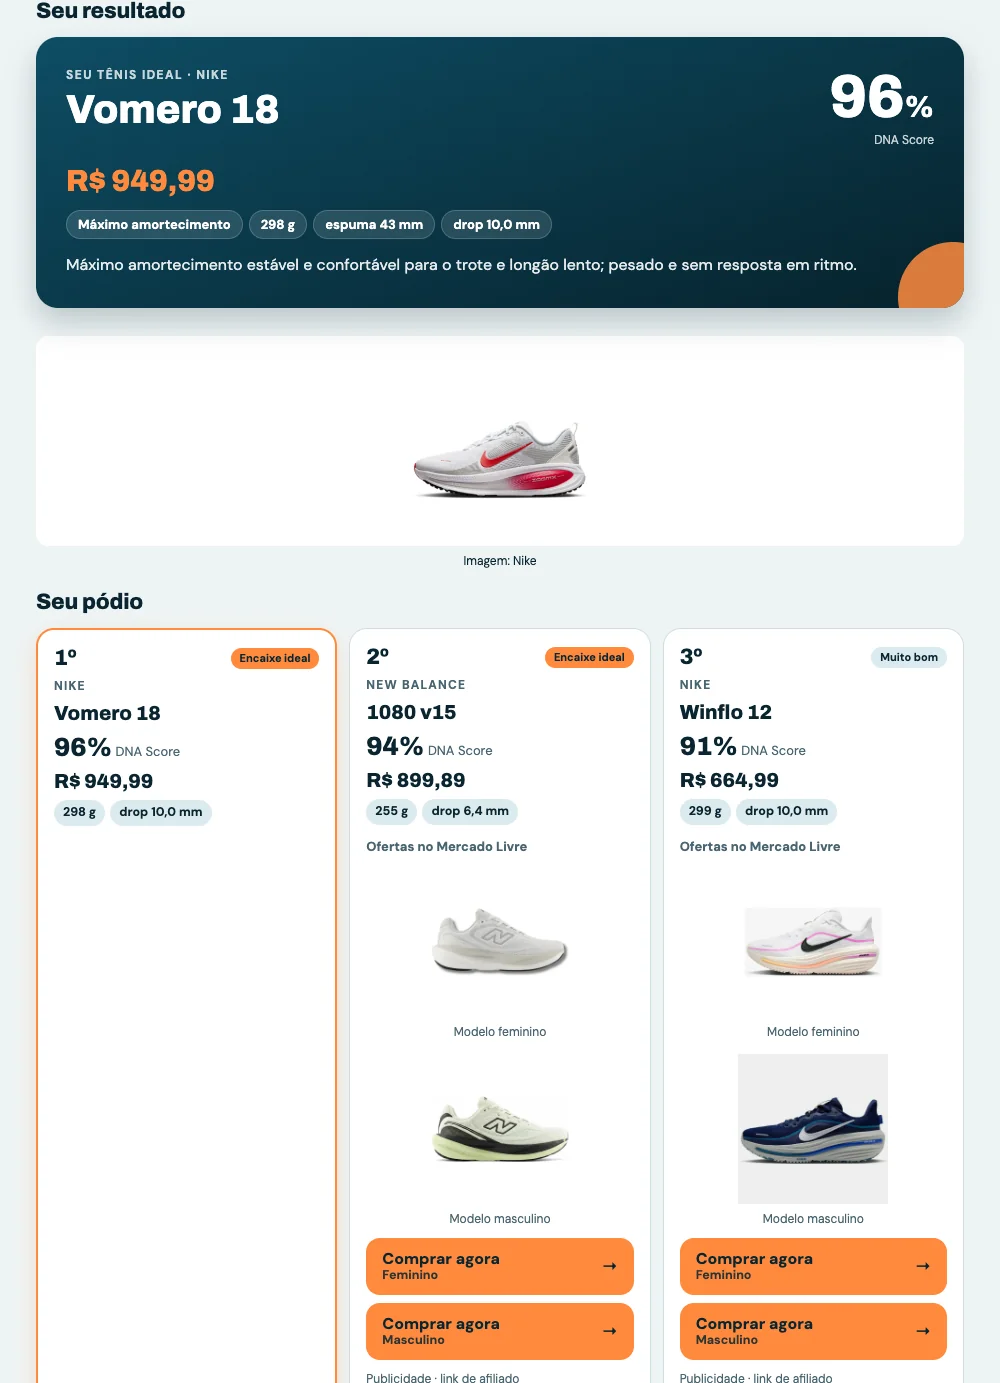 Seu resultado
SEU TÊNIS IDEAL · NIKE
Vomero 18
96%
DNA Score
R$ 949,99
Máximo amortecimento
298 g
espuma 43 mm
drop 10,0 mm
Máximo amortecimento estável e confortável para o trote e longão lento; pesado e sem resposta em ritmo.
Imagem: Nike
Seu pódio
1º
Encaixe ideal
NIKE
Vomero 18
96% DNA Score
R$ 949,99
298 g
drop 10,0 mm
2º
Encaixe ideal
NEW BALANCE
1080 v15
94% DNA Score
R$ 899,89
255 g
drop 6,4 mm
Ofertas no Mercado Livre
Modelo feminino
Modelo masculino
Comprar agora →
Feminino
Comprar agora →
Masculino
Publicidade · link de afiliado
3º
Muito bom
NIKE
Winflo 12
91% DNA Score
R$ 664,99
299 g
drop 10,0 mm
Ofertas no Mercado Livre
Modelo feminino
Modelo masculino
Comprar agora →
Feminino
Comprar agora →
Masculino
Publicidade · link de afiliado